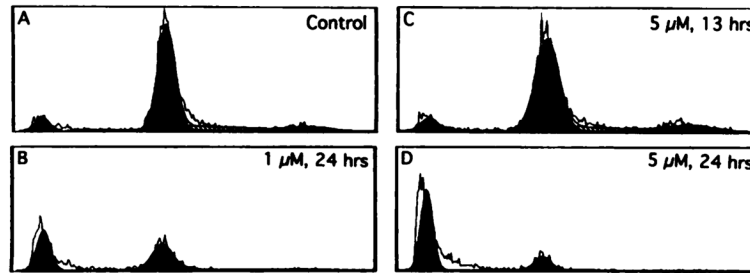 A
Control
C
5 µM, 13 hrs
B
1 µM, 24 hrs
D
5 µM, 24 hrs